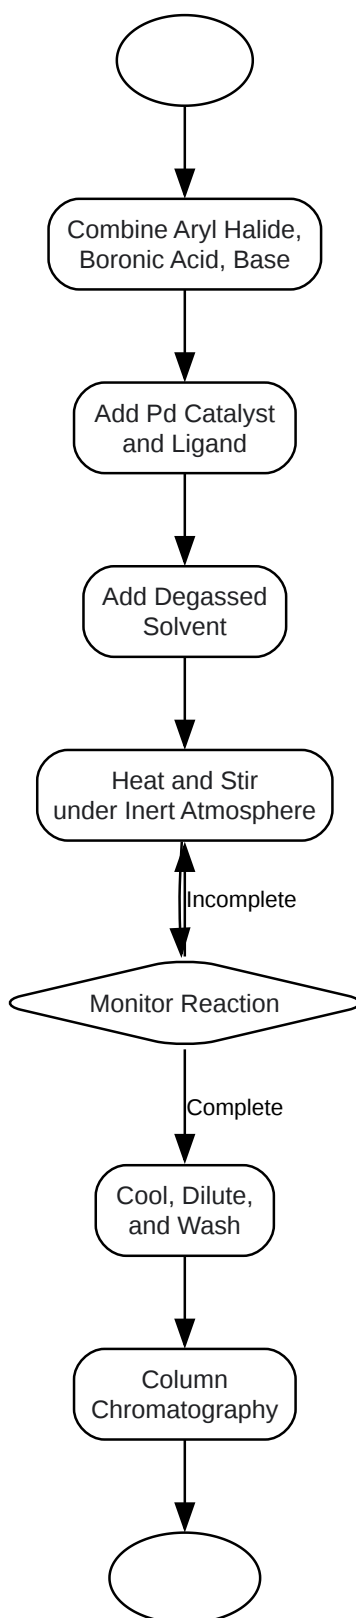 Combine Aryl Halide,
Boronic Acid, Base
Add Pd Catalyst
and Ligand
Add Degassed
Solvent
Heat and Stir
under Inert Atmosphere
Incomplete
Monitor Reaction
Complete
Cool, Dilute,
and Wash
Column
Chromatography